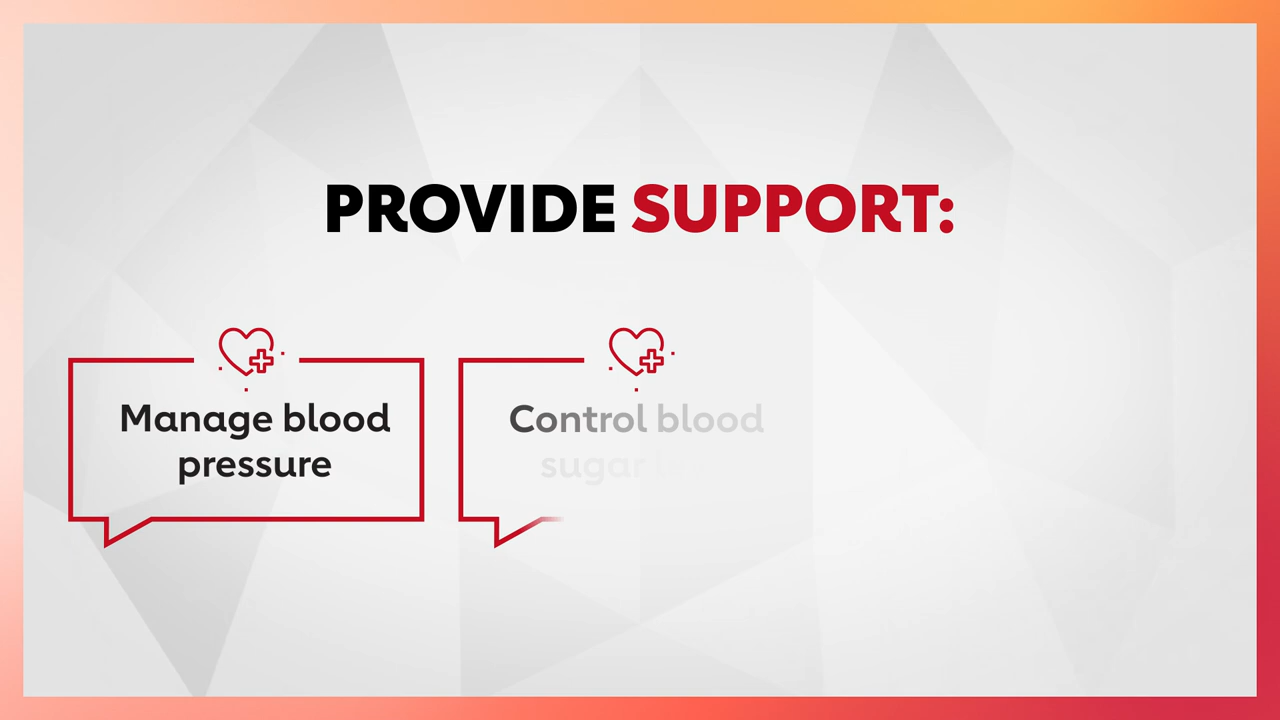 PROVIDE SUPPORT:
Manage blood
pressure
Control blood
sugar